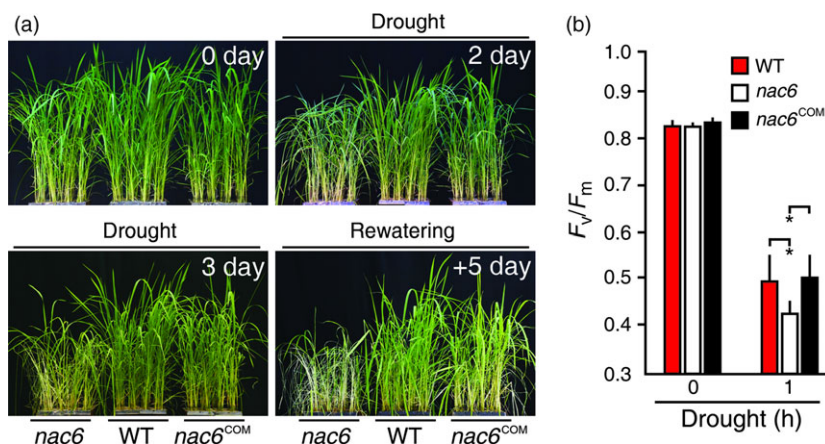 (a)
Drought
0 day
2 day
Drought
Rewatering
3 day
+5 day
nac6 WT nac6COM
nac6 WT nac6COM
(b)
1.0
0.9
0.8
0.7
0.6
0.5
0.4
0.3
Fv/Fm
WT
nac6
nac6COM
*
*
0 1
Drought (h)